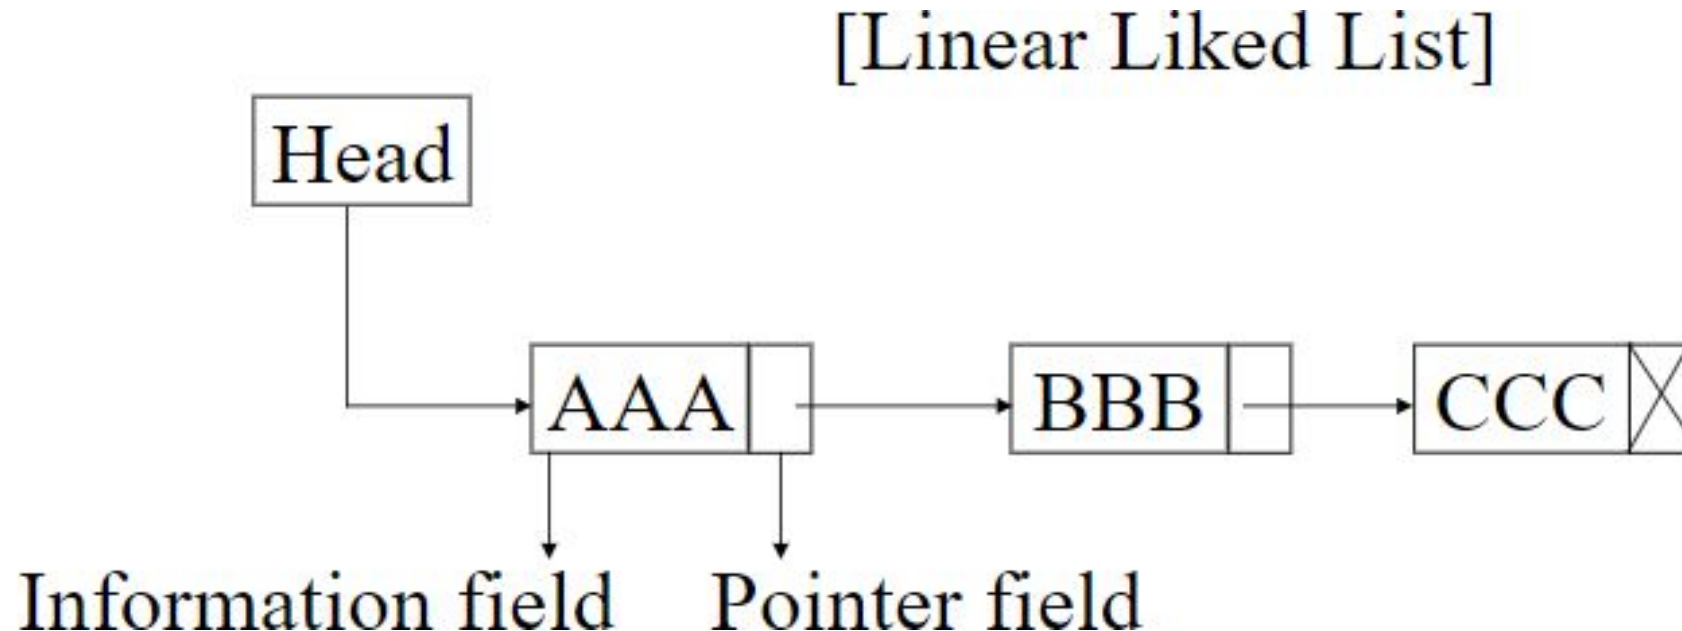 [Linear Liked List]
Head
AAA
BBB
CCC
Information field
Pointer field